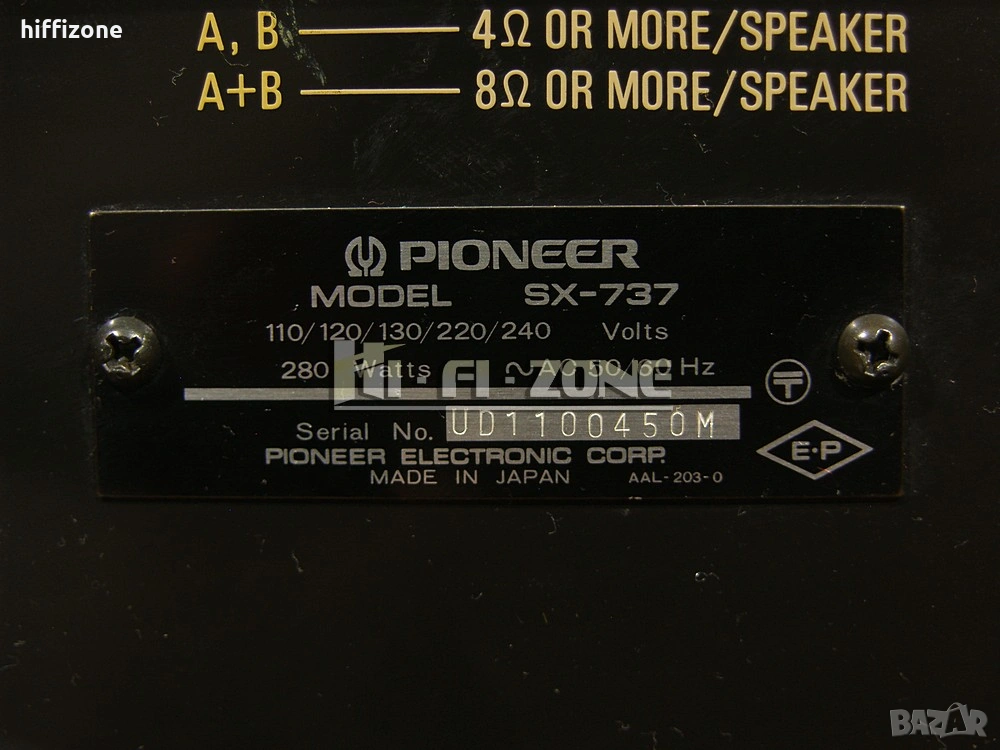 hiffizone
A, B 4Ω OR MORE/SPEAKER
A+B 8Ω OR MORE/SPEAKER
PIONEER
MODEL SX-737
110/120/130/220/240 Volts
280 Watts ~AC 50/60 Hz
HI-FI-ZONE
Serial No. UD1100450M
PIONEER ELECTRONIC CORP.
MADE IN JAPAN AAL-203-0
T
E·P
BAZAR